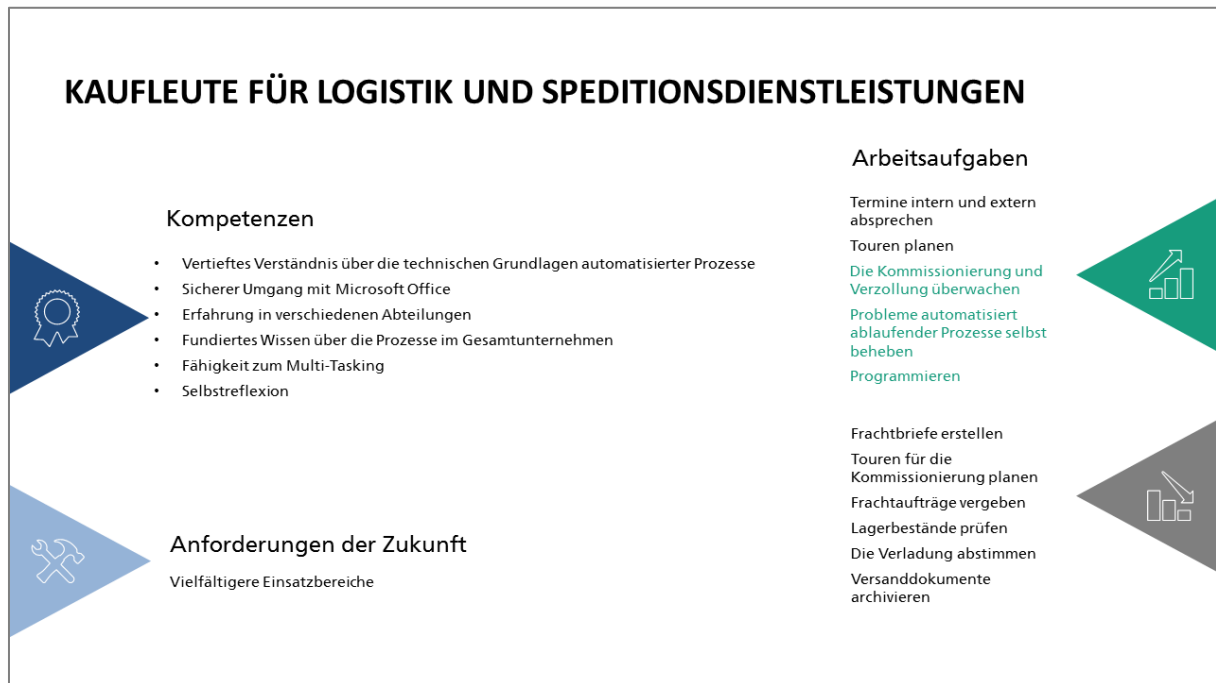 KAUFLEUTE FÜR LOGISTIK UND SPEDITIONSDIENSTLEISTUNGEN
Kompetenzen
• Vertieftes Verständnis über die technischen Grundlagen automatisierter Prozesse
• Sicherer Umgang mit Microsoft Office
• Erfahrung in verschiedenen Abteilungen
• Fundiertes Wissen über die Prozesse im Gesamtunternehmen
• Fähigkeit zum Multi-Tasking
• Selbstreflexion
Anforderungen der Zukunft
Vielfältigere Einsatzbereiche
Arbeitsaufgaben
Termine intern und extern
absprechen
Touren planen
Die Kommissionierung und
Verzollung überwachen
Probleme automatisiert
ablaufender Prozesse selbst
beheben
Programmieren
Frachtbriefe erstellen
Touren für die
Kommissionierung planen
Frachtaufträge vergeben
Lagerbestände prüfen
Die Verladung abstimmen
Versanddokumente
archivieren